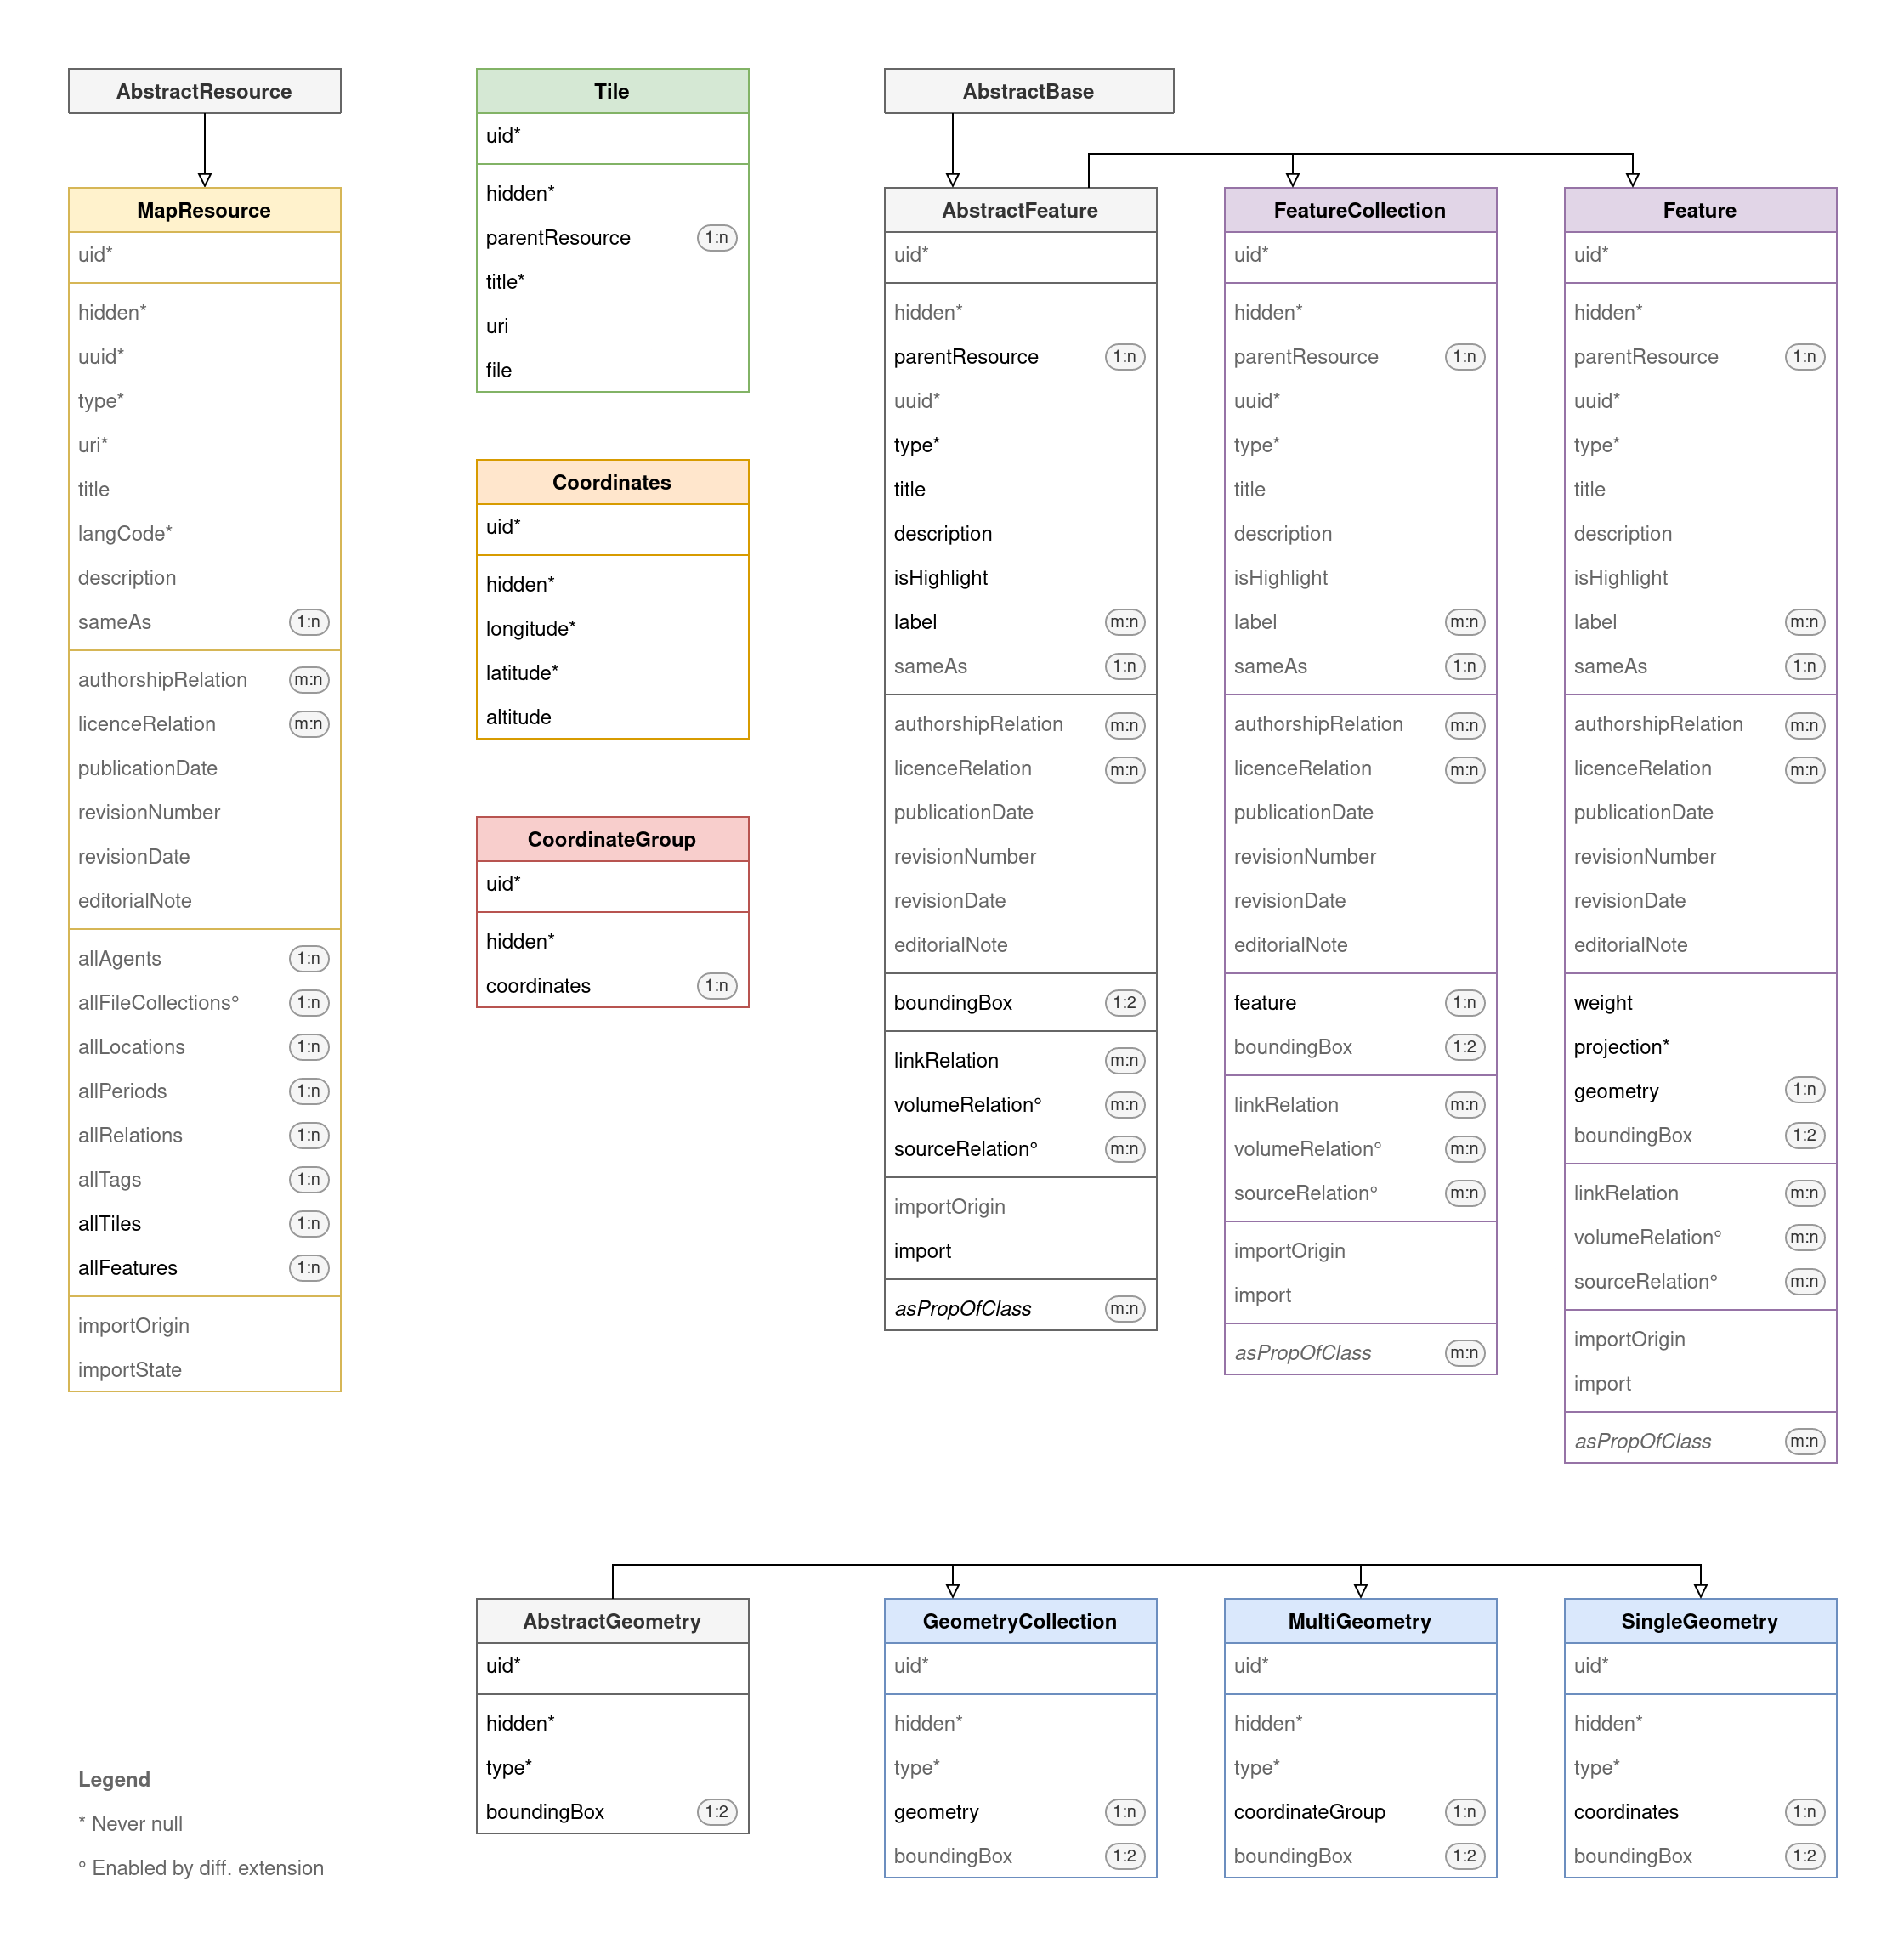 AbstractResource
MapResource
uid*
hidden*
uuid*
type*
uri*
title
langCode*
description
sameAs 1:n
authorshipRelation m:n
licenceRelation m:n
publicationDate
revisionNumber
revisionDate
editorialNote
allAgents 1:n
allFileCollections° 1:n
allLocations 1:n
allPeriods 1:n
allRelations 1:n
allTags 1:n
allTiles 1:n
allFeatures 1:n
importOrigin
importState
Tile
uid*
hidden*
parentResource 1:n
title*
uri
file
Coordinates
uid*
hidden*
longitude*
latitude*
altitude
CoordinateGroup
uid*
hidden*
coordinates 1:n
AbstractBase
AbstractFeature
uid*
hidden*
parentResource 1:n
uuid*
type*
title
description
isHighlight
label m:n
sameAs 1:n
authorshipRelation m:n
licenceRelation m:n
publicationDate
revisionNumber
revisionDate
editorialNote
boundingBox 1:2
linkRelation m:n
volumeRelation° m:n
sourceRelation° m:n
importOrigin
import
asPropOfClass m:n
FeatureCollection
uid*
hidden*
parentResource 1:n
uuid*
type*
title
description
isHighlight
label m:n
sameAs 1:n
authorshipRelation m:n
licenceRelation m:n
publicationDate
revisionNumber
revisionDate
editorialNote
feature 1:n
boundingBox 1:2
linkRelation m:n
volumeRelation° m:n
sourceRelation° m:n
importOrigin
import
asPropOfClass m:n
Feature
uid*
hidden*
parentResource 1:n
uuid*
type*
title
description
isHighlight
label m:n
sameAs 1:n
authorshipRelation m:n
licenceRelation m:n
publicationDate
revisionNumber
revisionDate
editorialNote
weight
projection*
geometry 1:n
boundingBox 1:2
linkRelation m:n
volumeRelation° m:n
sourceRelation° m:n
importOrigin
import
asPropOfClass m:n
Legend
* Never null
° Enabled by diff. extension
AbstractGeometry
uid*
hidden*
type*
boundingBox 1:2
GeometryCollection
uid*
hidden*
type*
geometry 1:n
boundingBox 1:2
MultiGeometry
uid*
hidden*
type*
coordinateGroup 1:n
boundingBox 1:2
SingleGeometry
uid*
hidden*
type*
coordinates 1:n
boundingBox 1:2